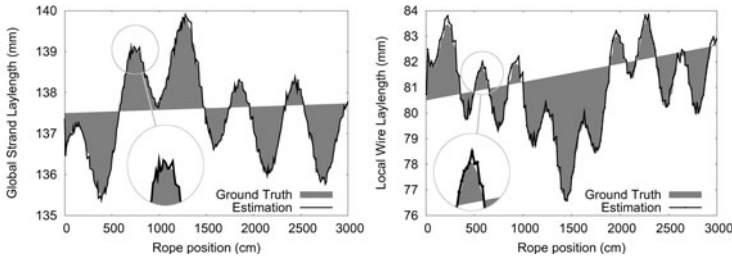 Global Strand Laylength (mm)
140
139
138
137
136
135
Ground Truth
Estimation
0 500 1000 1500 2000 2500 3000
Rope position (cm)
Local Wire Laylength (mm)
84
83
82
81
80
79
78
77
76
Ground Truth
Estimation
0 500 1000 1500 2000 2500 3000
Rope position (cm)